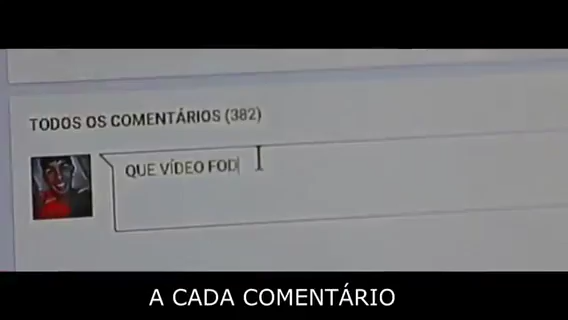 TODOS OS COMENTÁRIOS (382)
QUE VÍDEO FOD
A CADA COMENTÁRIO